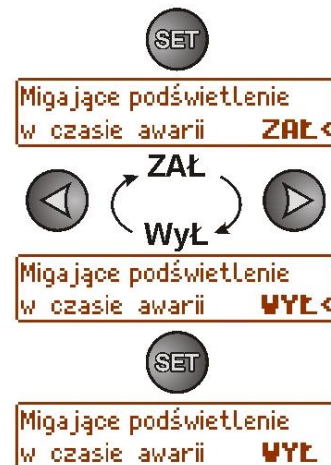 SET
Migające podświetlenie
w czasie awarii ZAŁ<
ZAŁ
WyŁ
Migające podświetlenie
w czasie awarii WYŁ<
SET
Migające podświetlenie
w czasie awarii WYŁ